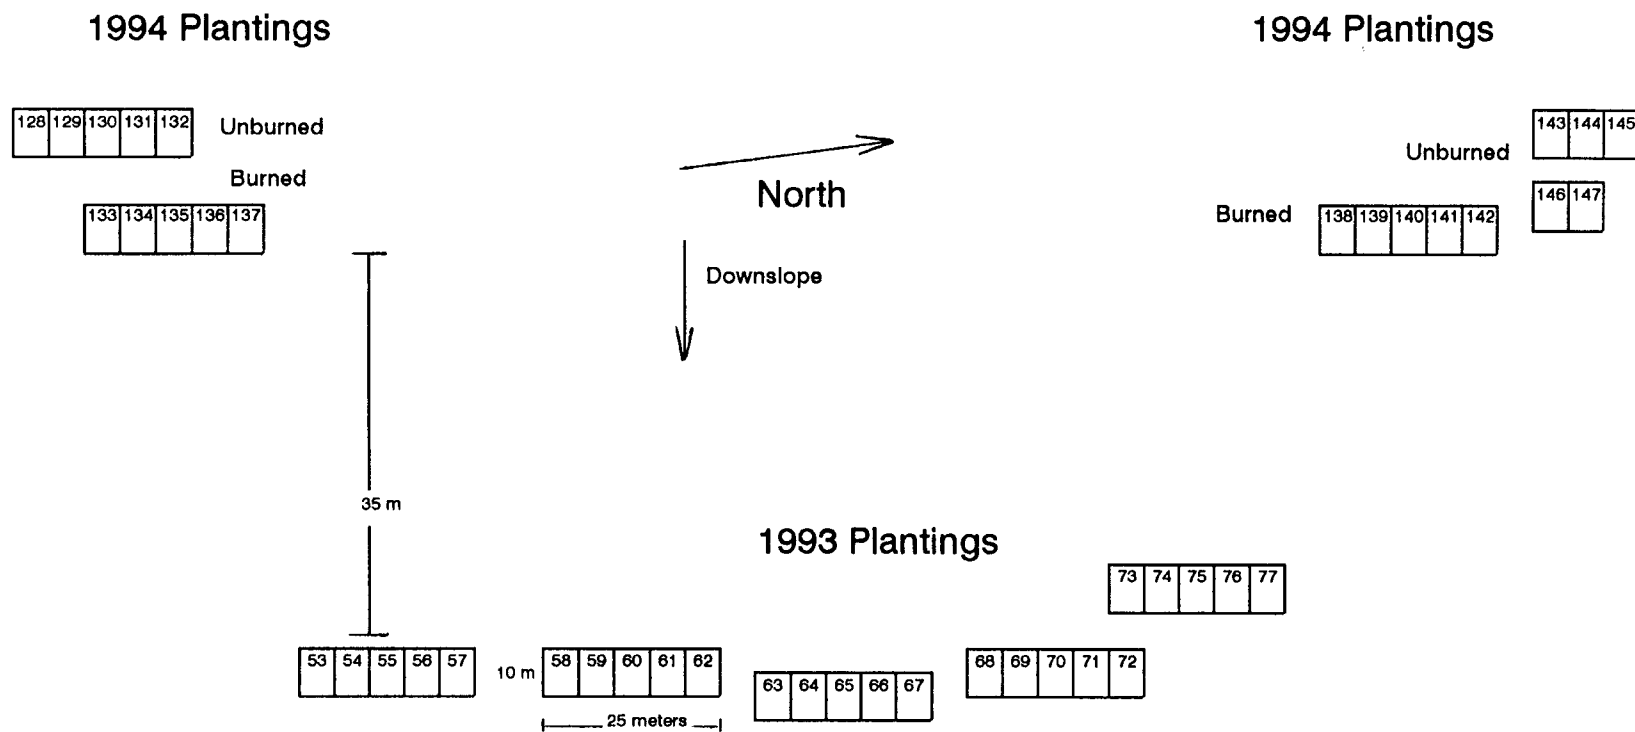 1994 Plantings
1994 Plantings
128 129 130 131 132
Unburned
Burned
133 134 135 136 137
North
Downslope
143 144 145
Unburned
146 147
Burned
138 139 140 141 142
35 m
1993 Plantings
73 74 75 76 77
53 54 55 56 57
10 m
58 59 60 61 62
63 64 65 66 67
68 69 70 71 72
25 meters